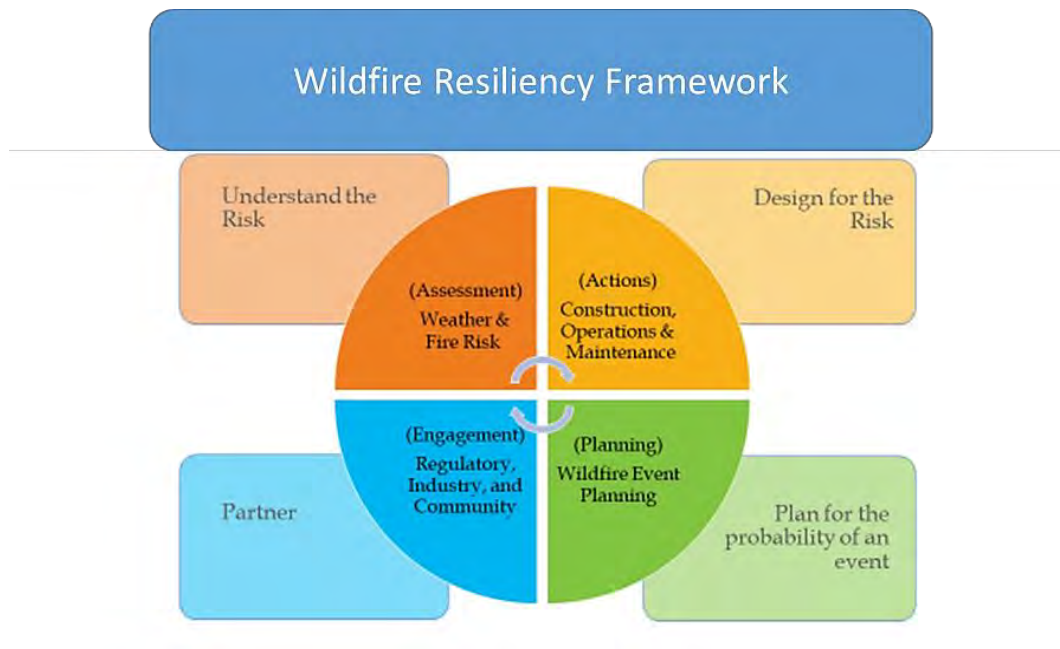 Wildfire Resiliency Framework
Understand the
Risk
Design for the
Risk
(Assessment)
Weather &
Fire Risk
(Actions)
Construction,
Operations &
Maintenance
(Engagement)
Regulatory,
Industry, and
Community
(Planning)
Wildfire Event
Planning
Partner
Plan for the
probability of an
event